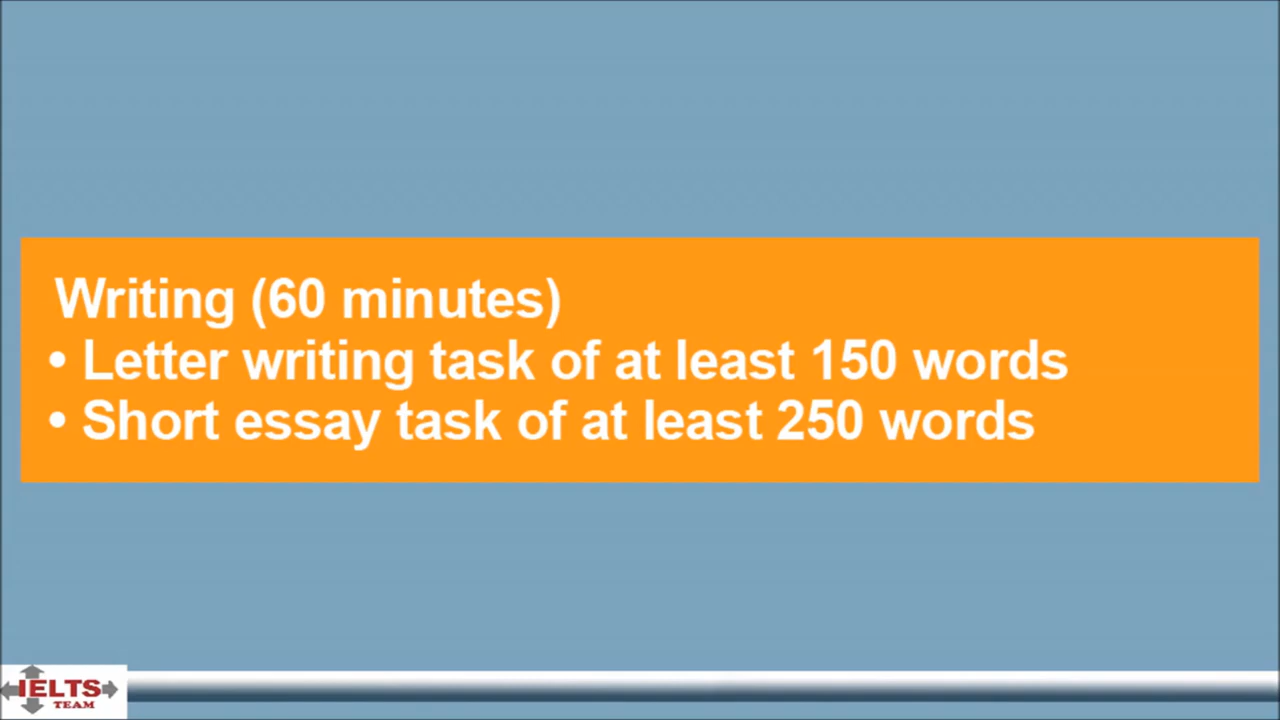 Writing (60 minutes)
• Letter writing task of at least 150 words
• Short essay task of at least 250 words
IELTS
TEAM